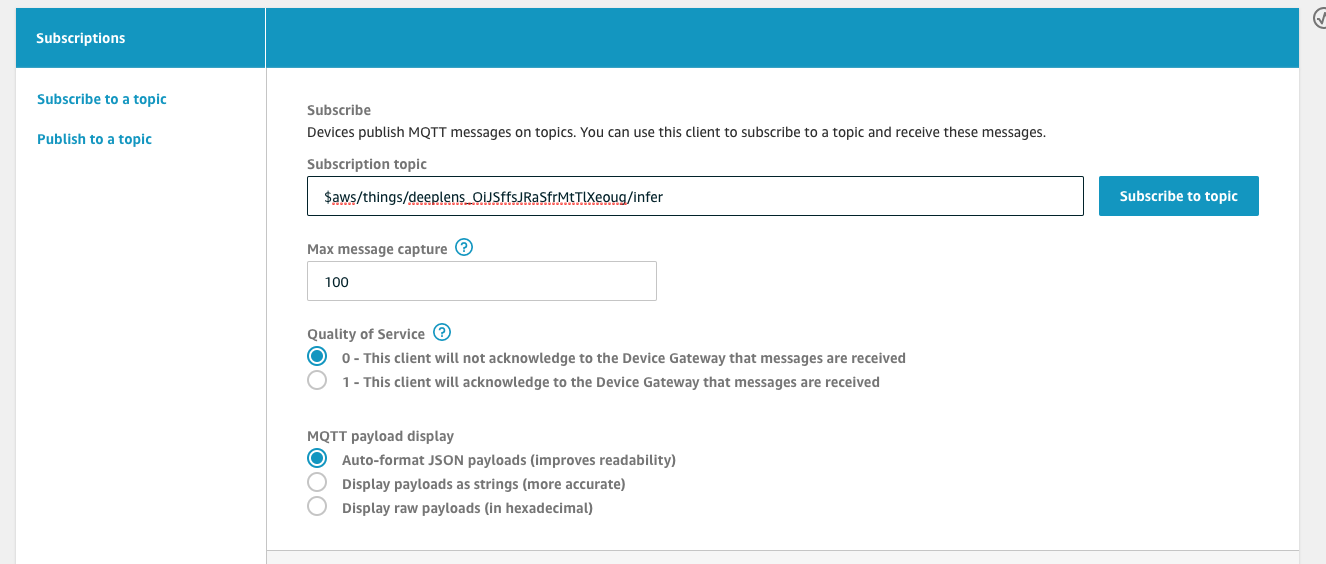 Subscriptions
Subscribe to a topic
Publish to a topic
Subscribe
Devices publish MQTT messages on topics. You can use this client to subscribe to a topic and receive these messages.
Subscription topic
$aws/things/deeplens_OiJSffsJRaSfrMtTlXeoug/infer
Subscribe to topic
Max message capture ?
100
Quality of Service ?
0 - This client will not acknowledge to the Device Gateway that messages are received
1 - This client will acknowledge to the Device Gateway that messages are received
MQTT payload display
Auto-format JSON payloads (improves readability)
Display payloads as strings (more accurate)
Display raw payloads (in hexadecimal)